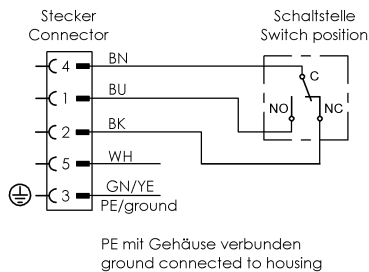 Stecker
Connector
Schaltstelle
Switch position
4 BN
1 BU
2 BK
5 WH
3 GN/YE
PE/ground
C
NO
NC
PE mit Gehäuse verbunden
ground connected to housing